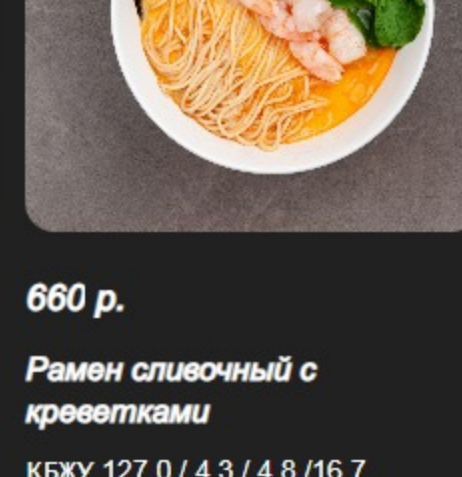 660 р.
Рамен сливочный с
креветками
КБЖУ 127,0 / 4,3 / 4,8 /16,7